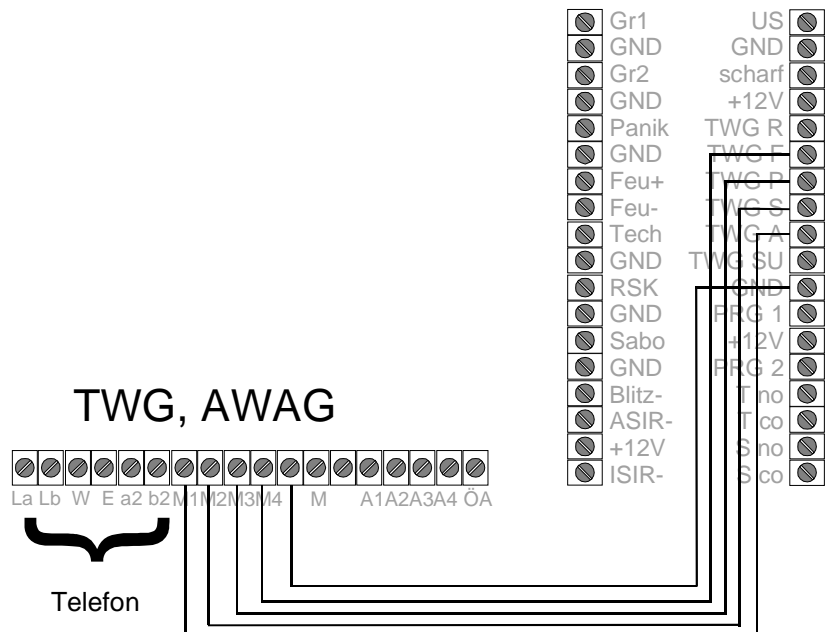 Gr1 US
GND GND
Gr2 scharf
GND +12V
Panik TWG R
GND TWG F
Feu+ TWG P
Feu- TWG S
Tech TWG A
GND TWG SU
RSK GND
GND PRG 1
Sabo +12V
GND PRG 2
Blitz- T no
ASIR- T co
+12V S no
ISIR- S co
TWG, AWAG
La Lb W E a2 b2 M1 M2 M3 M4 M A1 A2 A3 A4 ÖA
Telefon